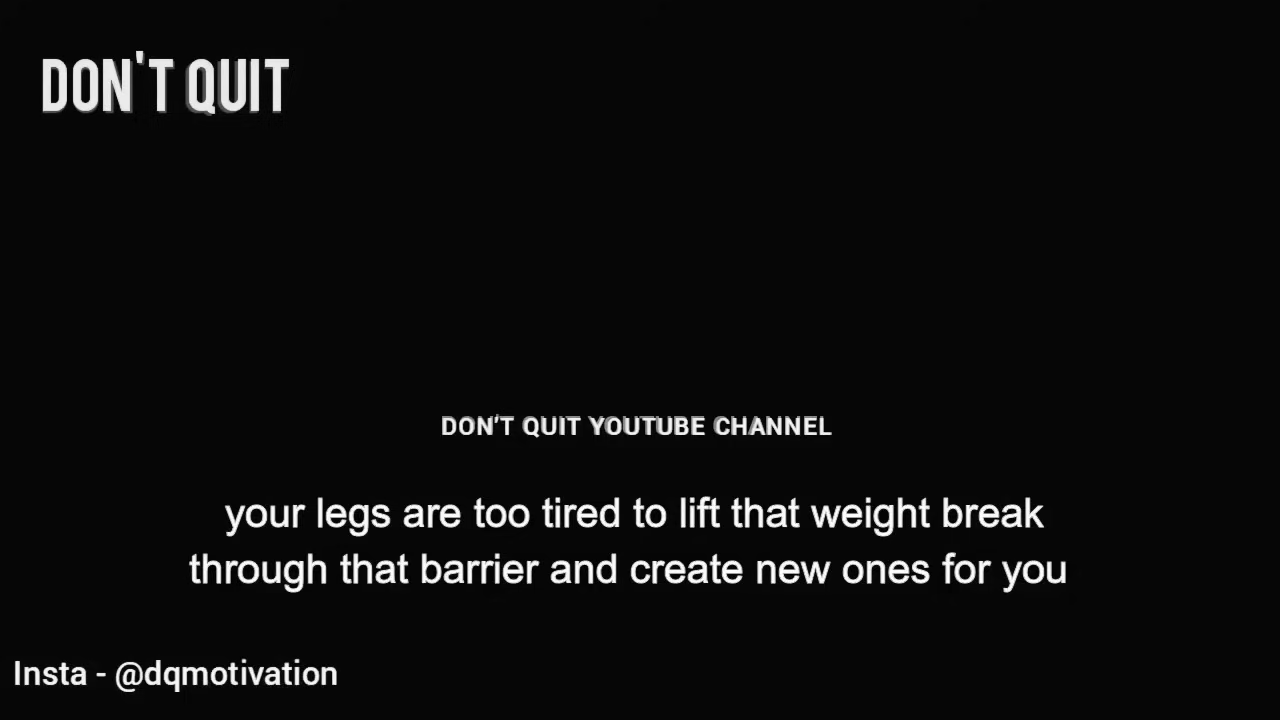 DON'T QUIT
DON'T QUIT YOUTUBE CHANNEL
your legs are too tired to lift that weight break
through that barrier and create new ones for you
Insta - @dqmotivation